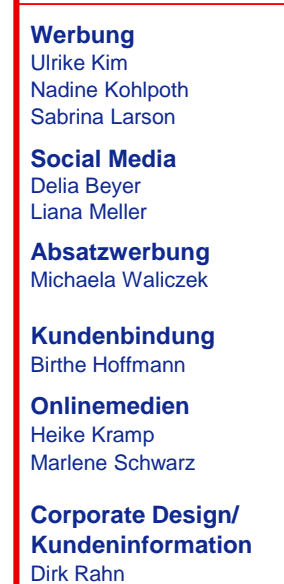 Werbung
Ulrike Kim
Nadine Kohlpoth
Sabrina Larson
Social Media
Delia Beyer
Liana Meller
Absatzwerbung
Michaela Waliczek
Kundenbindung
Birthe Hoffmann
Onlinemedien
Heike Kramp
Marlene Schwarz
Corporate Design/
Kundeninformation
Dirk Rahn